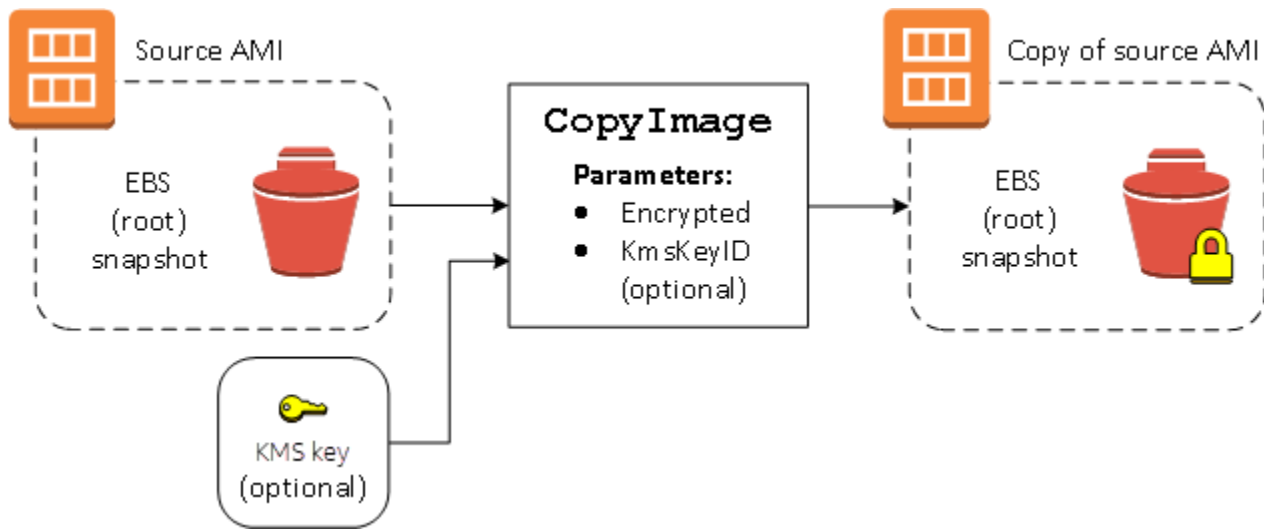 Source AMI
EBS
(root)
snapshot
KMS key
(optional)
CopyImage
Parameters:
● Encrypted
● KmsKeyID
(optional)
Copy of source AMI
EBS
(root)
snapshot